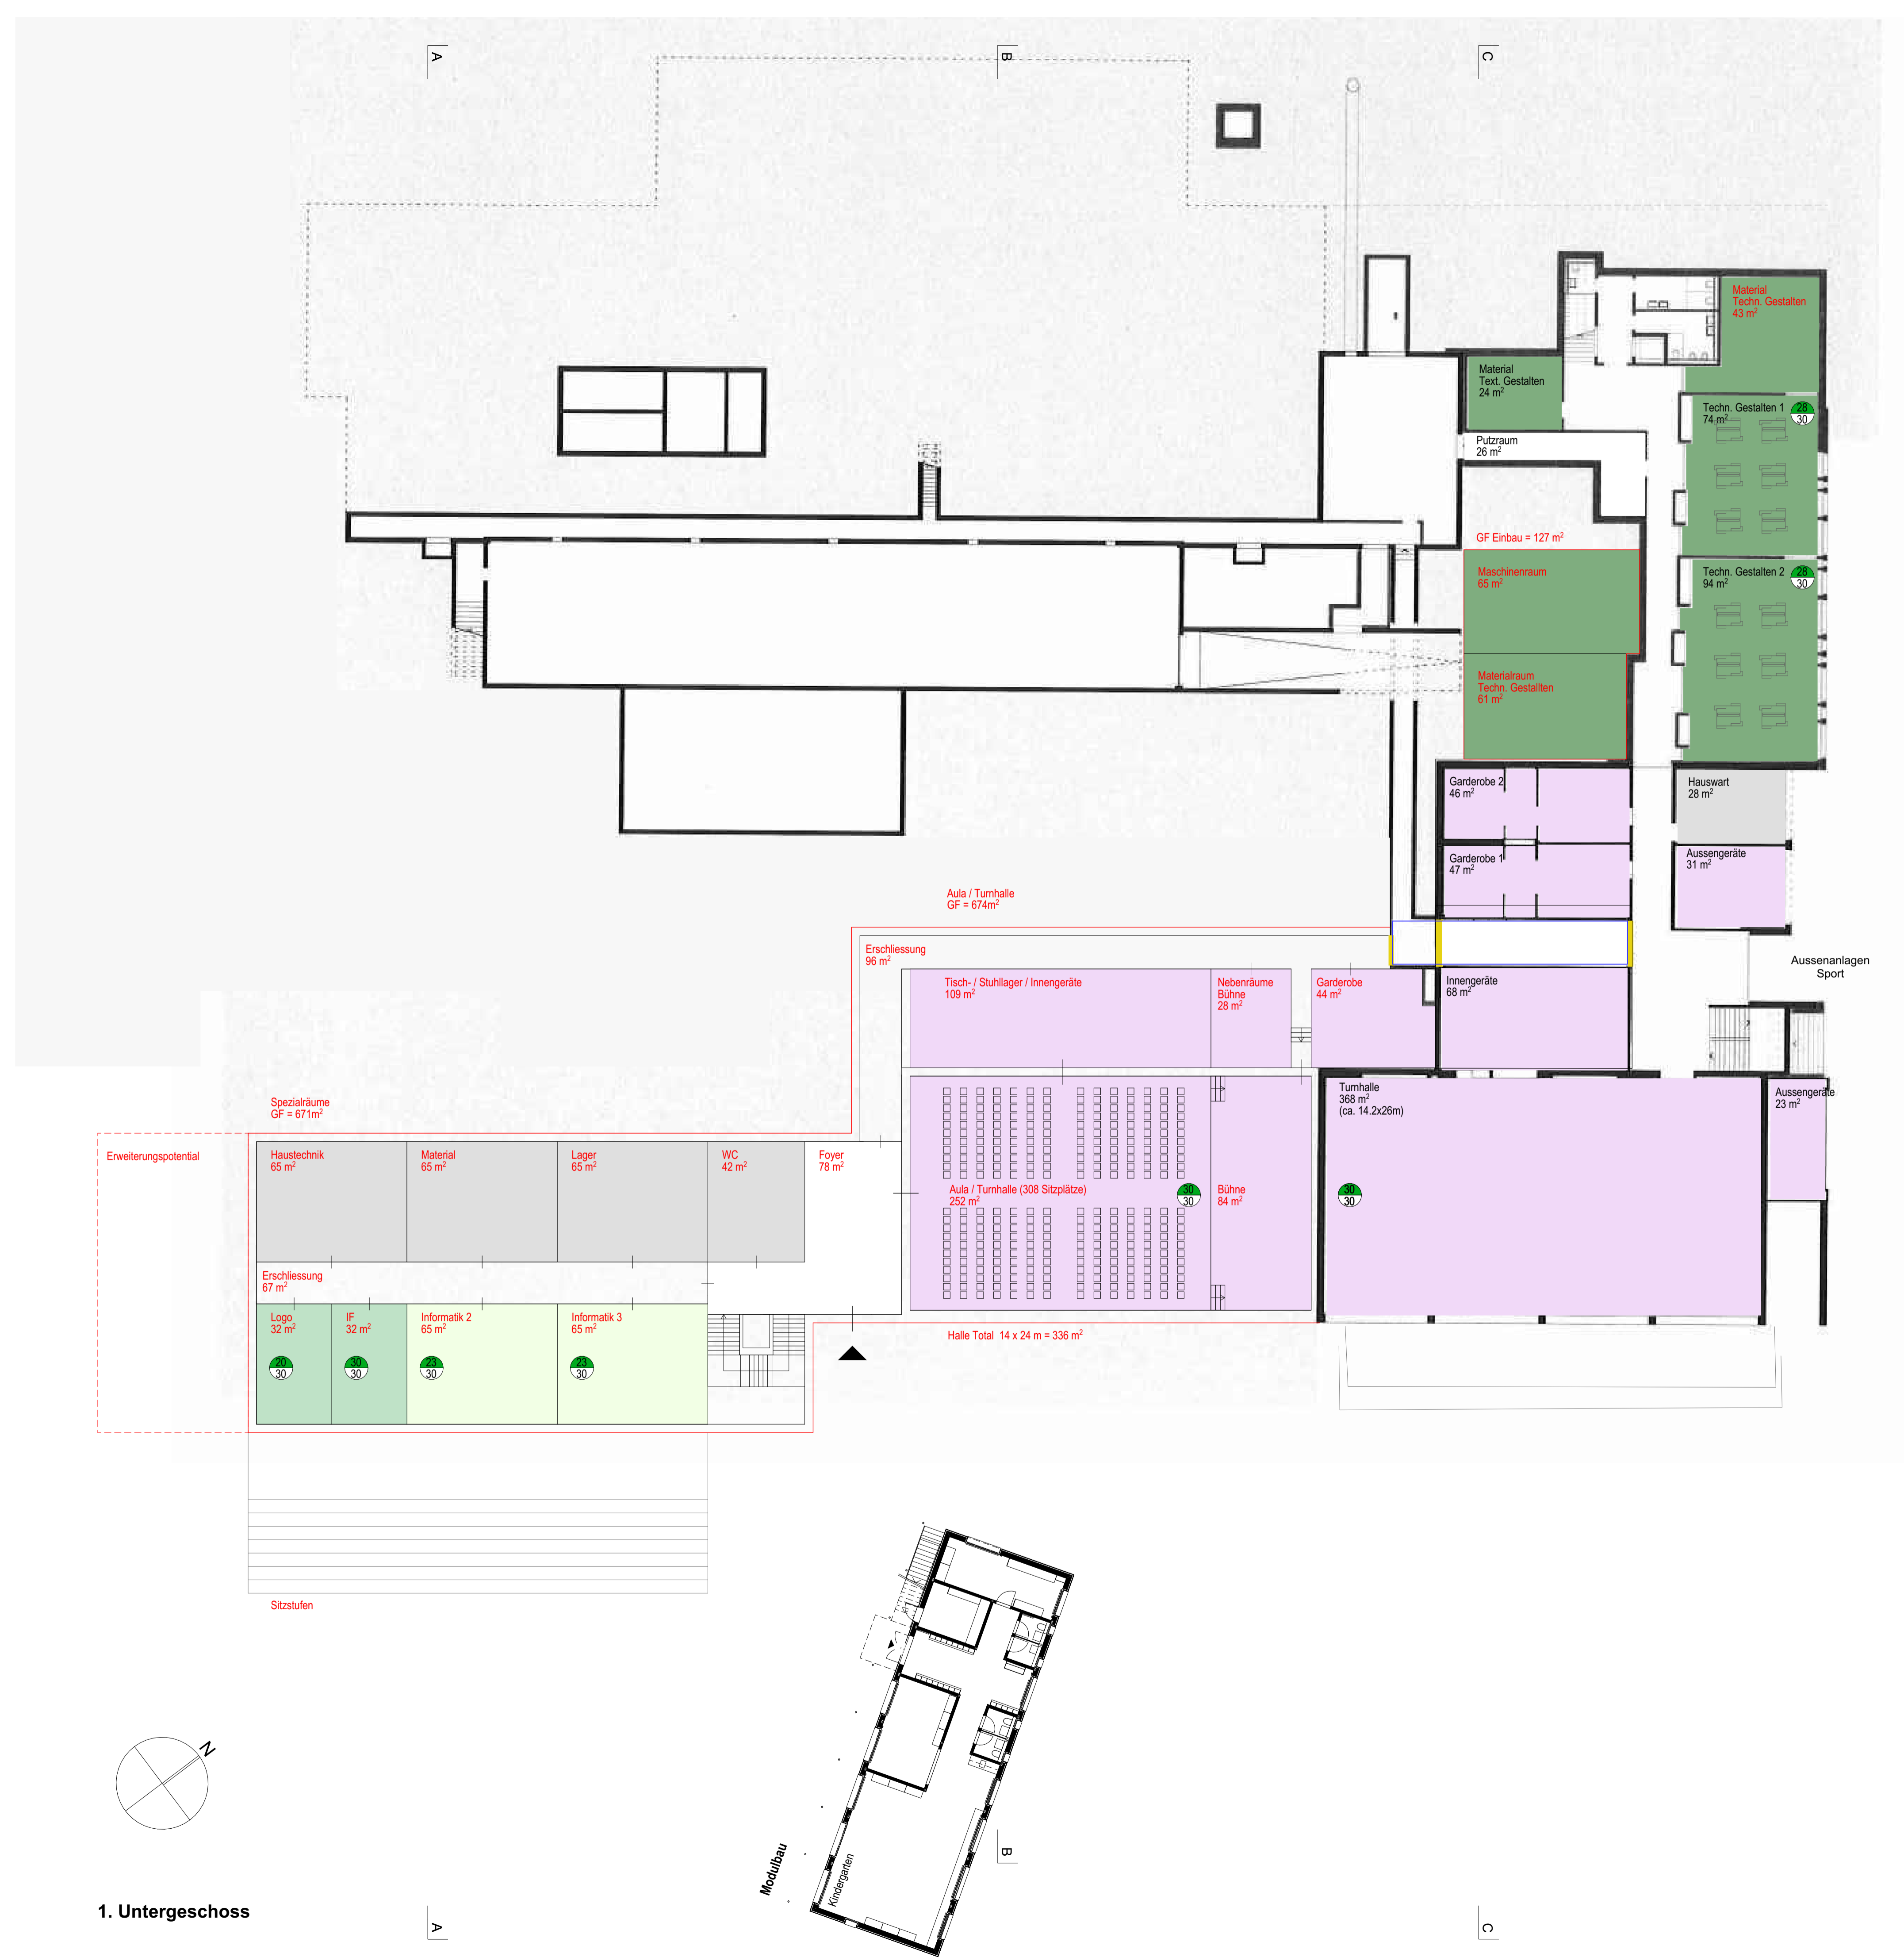 A
B
C
Material
Techn. Gestalten
43 m²
Material
Text. Gestalten
24 m²
Techn. Gestalten 1
74 m²
28
30
Putzraum
26 m²
GF Einbau = 127 m²
Maschinenraum
65 m²
Techn. Gestalten 2
94 m²
28
30
Materialraum
Techn. Gestallten
61 m²
Garderobe 2
46 m²
Hauswart
28 m²
Garderobe 1
47 m²
Aussengeräte
31 m²
Aula / Turnhalle
GF = 674m²
Erschliessung
96 m²
Aussenanlagen
Sport
Tisch- / Stuhllager / Innengeräte
109 m²
Nebenräume
Bühne
28 m²
Garderobe
44 m²
Innengeräte
68 m²
Turnhalle
368 m²
(ca. 14.2x26m)
30
30
Aussengeräte
23 m²
Spezialräume
GF = 671m²
Erweiterungspotential
Haustechnik
65 m²
Material
65 m²
Lager
65 m²
WC
42 m²
Foyer
78 m²
Aula / Turnhalle (308 Sitzplätze)
252 m²
30
30
Bühne
84 m²
Erschliessung
67 m²
Logo
32 m²
20
30
IF
32 m²
30
30
Informatik 2
65 m²
23
30
Informatik 3
65 m²
23
30
Halle Total 14 x 24 m = 336 m²
Sitzstufen
N
Modulbau
Kindergarten
B
1. Untergeschoss
A
C